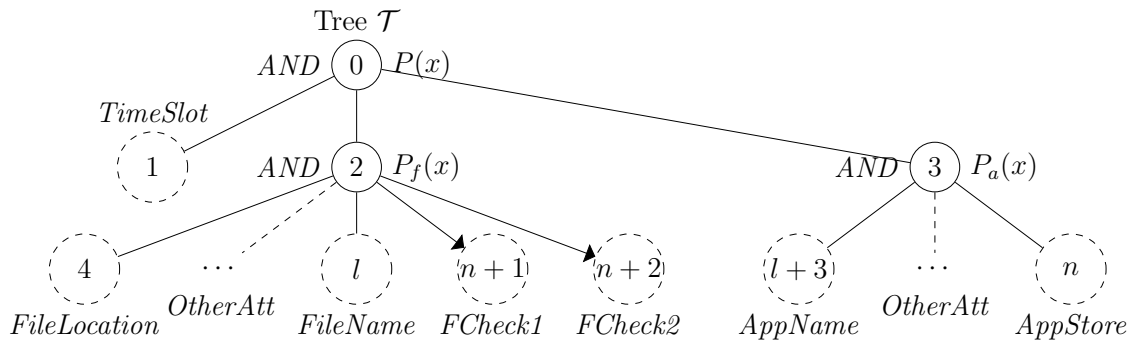 Tree 𝒯
AND 0 P(x)
TimeSlot
1 AND 2 P_f(x) AND 3 P_a(x)
4 ⋯ l n + 1 n + 2 l + 3 ⋯ n
OtherAtt OtherAtt
FileLocation FileName FCheck1 FCheck2 AppName AppStore